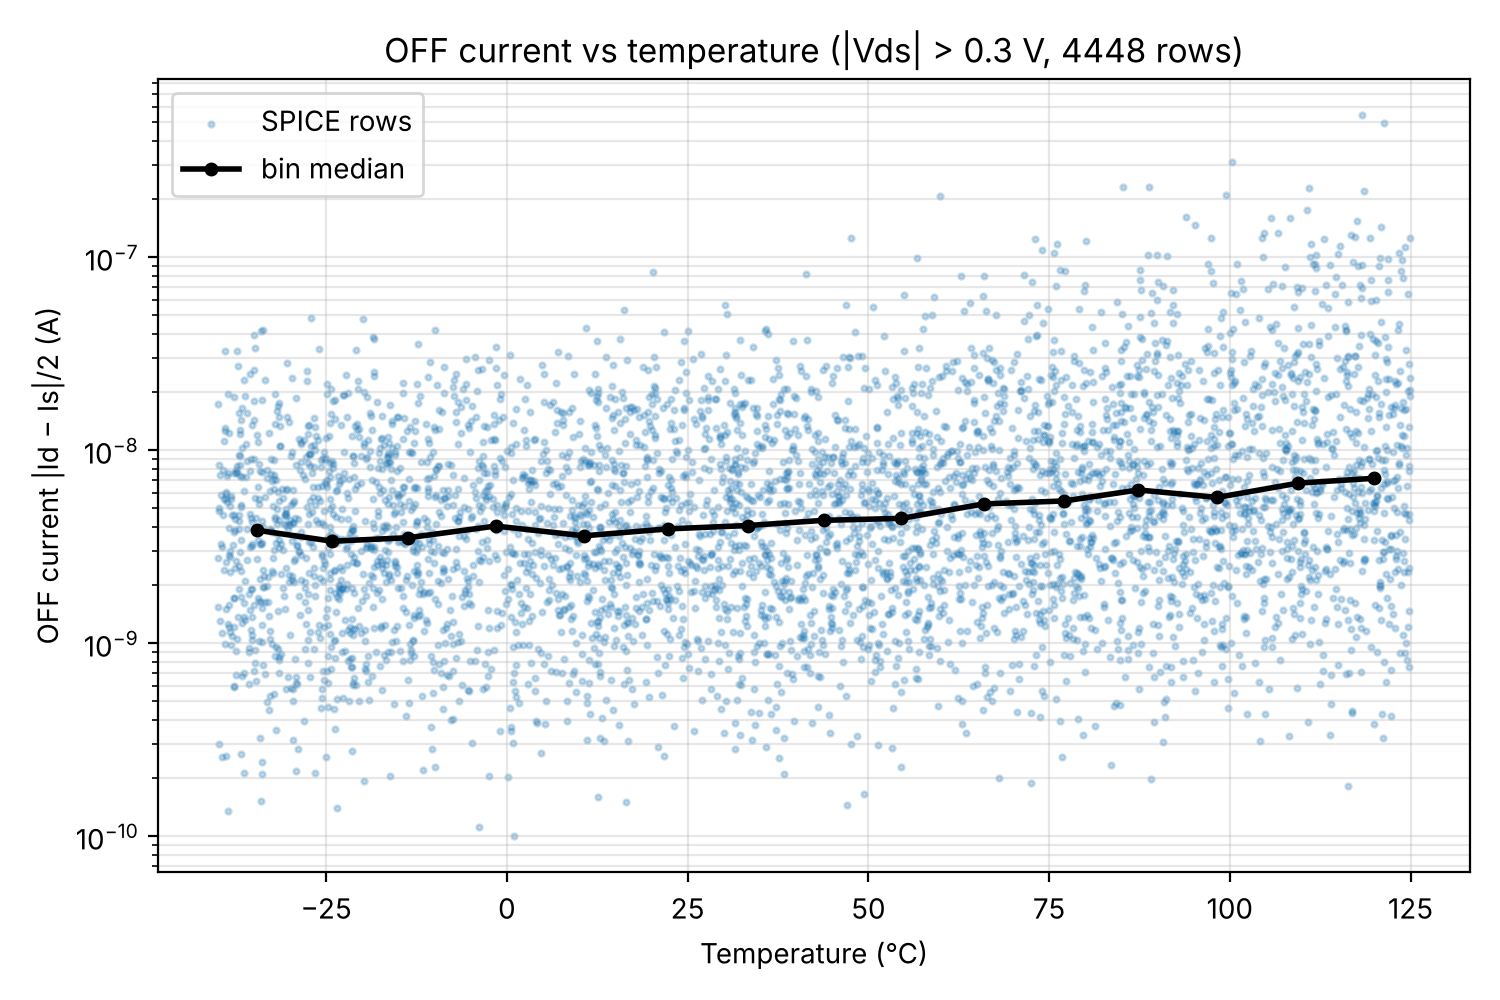 OFF current vs temperature (|Vds| > 0.3 V, 4448 rows)
SPICE rows
bin median
OFF current |Id − Is|/2 (A)
10⁻⁷
10⁻⁸
10⁻⁹
10⁻¹⁰
−25 0 25 50 75 100 125
Temperature (°C)